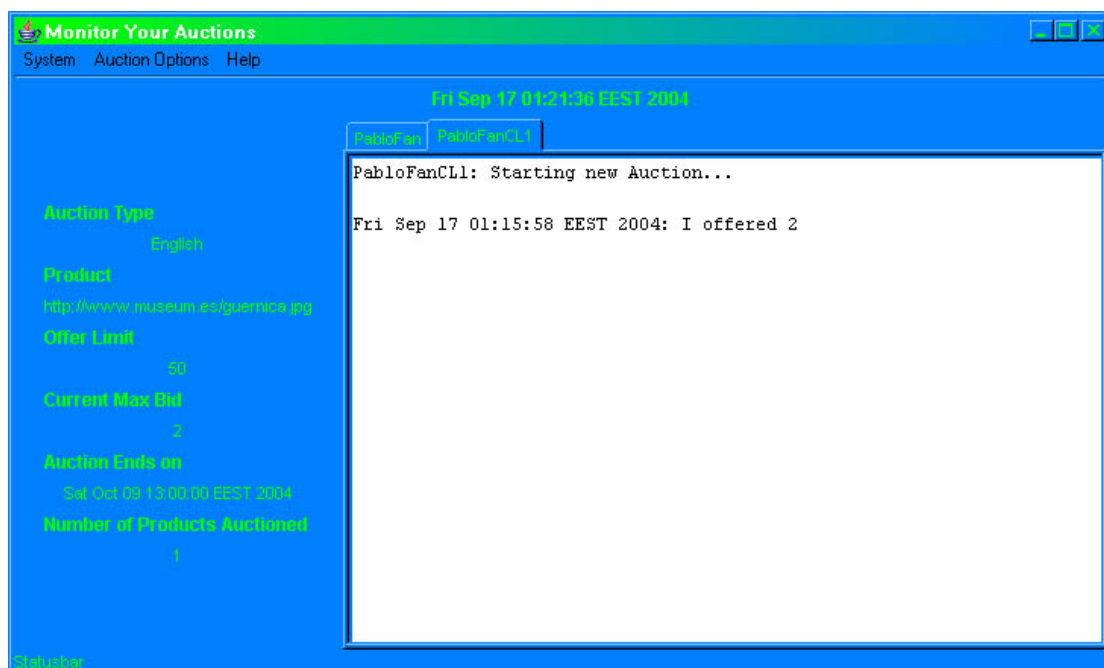 Monitor Your Auctions
System Auction Options Help
Fri Sep 17 01:21:36 EEST 2004
PabloFan PabloFanCL1
PabloFanCL1: Starting new Auction...
Fri Sep 17 01:15:58 EEST 2004: I offered 2
Auction Type
English
Product
http://www.museum.es/guernica.jpg
Offer Limit
50
Current Max Bid
2
Auction Ends on
Sat Oct 09 13:00:00 EEST 2004
Number of Products Auctioned
1
Statusbar